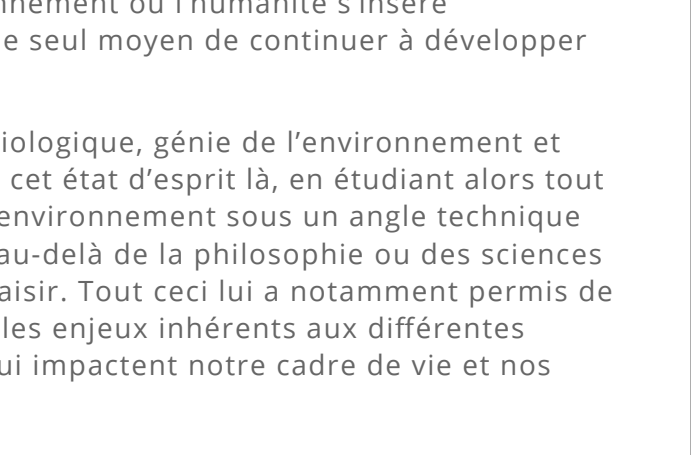 nnement où l'humanité s'insère
e seul moyen de continuer à développer
iologique, génie de l’environnement et
cet état d’esprit là, en étudiant alors tout
environnement sous un angle technique
au-delà de la philosophie ou des sciences
aisir. Tout ceci lui a notamment permis de
les enjeux inhérents aux différentes
ui impactent notre cadre de vie et nos